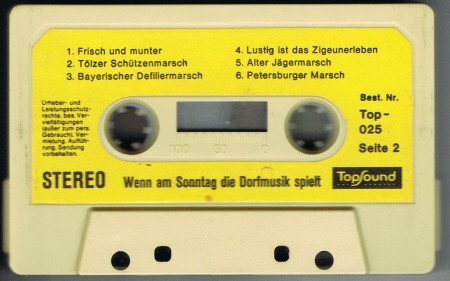 1. Frisch und munter
2. Tölzer Schützenmarsch
3. Bayerischer Defiliermarsch
4. Lustig ist das Zigeunerleben
5. Alter Jägermarsch
6. Petersburger Marsch
Urheber- und
Leistungsschutz-
rechte, bes. Ver-
vielfältigungen
(außer zum pers.
Gebrauch), Ver-
mietung, Auffüh-
rung, Sendung
vorbehalten.
Best. Nr.
Top-
025
Seite 2
100 50 0
STEREO Wenn am Sonntag die Dorfmusik spielt TopSound